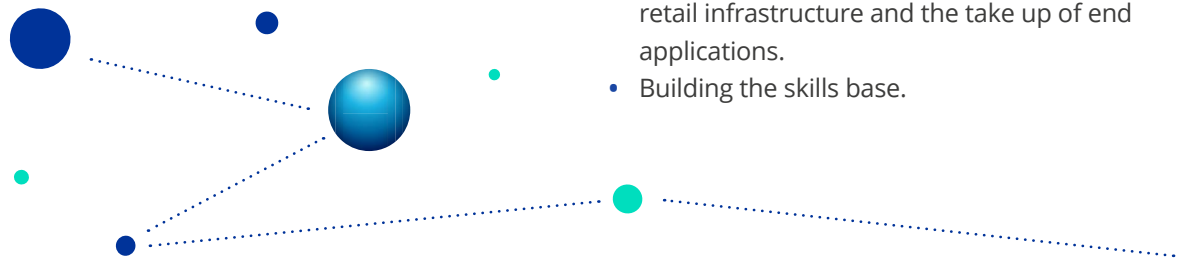 retail infrastructure and the take up of end
applications.
• Building the skills base.